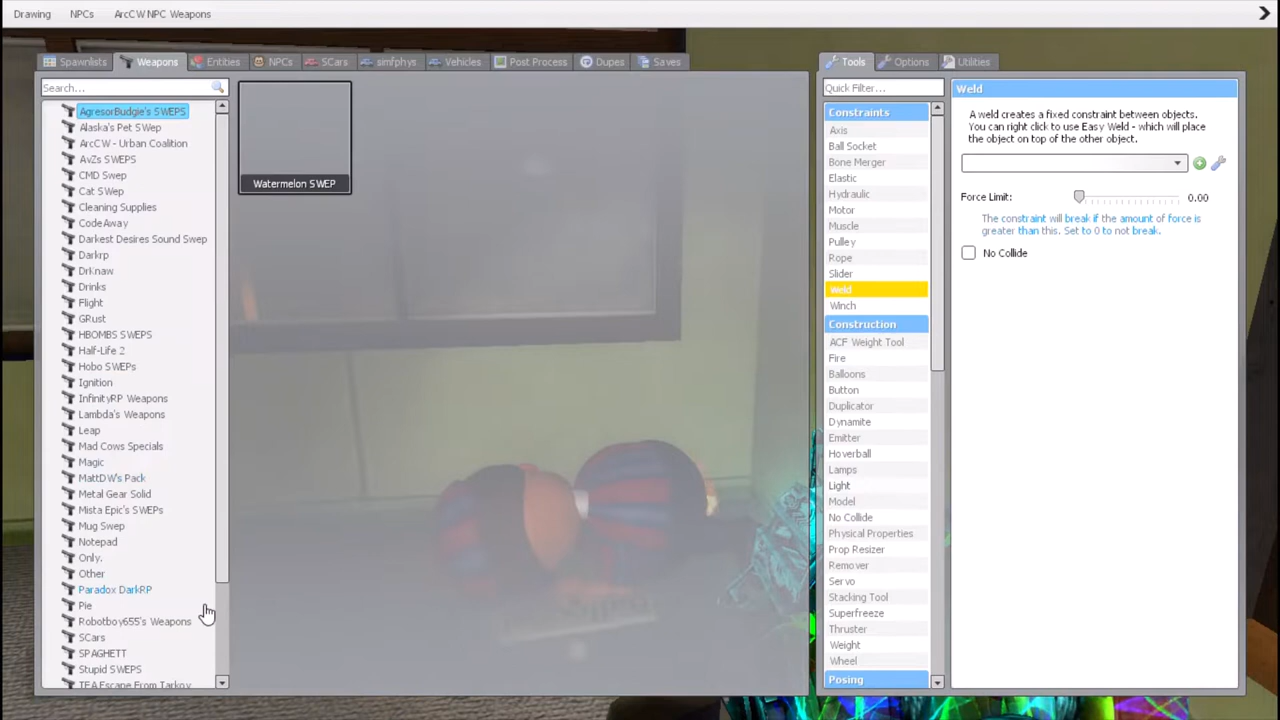 Drawing NPCs ArcCW NPC Weapons
Spawnlists Weapons Entities NPCs SCars simfphys Vehicles Post Process Dupes Saves
Search...
AgresorBudgie's SWEPS
Alaska's Pet SWep
ArcCW - Urban Coalition
AvZs SWEPS
CMD Swep
Cat SWep
Cleaning Supplies
CodeAway
Darkest Desires Sound Swep
Darkrp
DrKnaw
Drinks
Flight
GRust
HBOMBS SWEPS
Half-Life 2
Hobo SWEPs
Ignition
InfinityRP Weapons
Lambda's Weapons
Leap
Mad Cows Specials
Magic
MattDW's Pack
Metal Gear Solid
Mista Epic's SWEPs
Mug Swep
Notepad
Only.
Other
Paradox DarkRP
Pie
Robotboy655's Weapons
SCars
SPAGHETT
Stupid SWEPS
TFA Escape From Tarkov
Watermelon SWEP
Tools Options Utilities
Quick Filter...
Constraints
Axis
Ball Socket
Bone Merger
Elastic
Hydraulic
Motor
Muscle
Pulley
Rope
Slider
Weld
Winch
Construction
ACF Weight Tool
Fire
Balloons
Button
Duplicator
Dynamite
Emitter
Hoverball
Lamps
Light
Model
No Collide
Physical Properties
Prop Resizer
Remover
Servo
Stacking Tool
Superfreeze
Thruster
Weight
Wheel
Posing
Weld
A weld creates a fixed constraint between objects.
You can right click to use Easy Weld - which will place
the object on top of the other object.
Force Limit: 0.00
The constraint will break if the amount of force is
greater than this. Set to 0 to not break.
No Collide